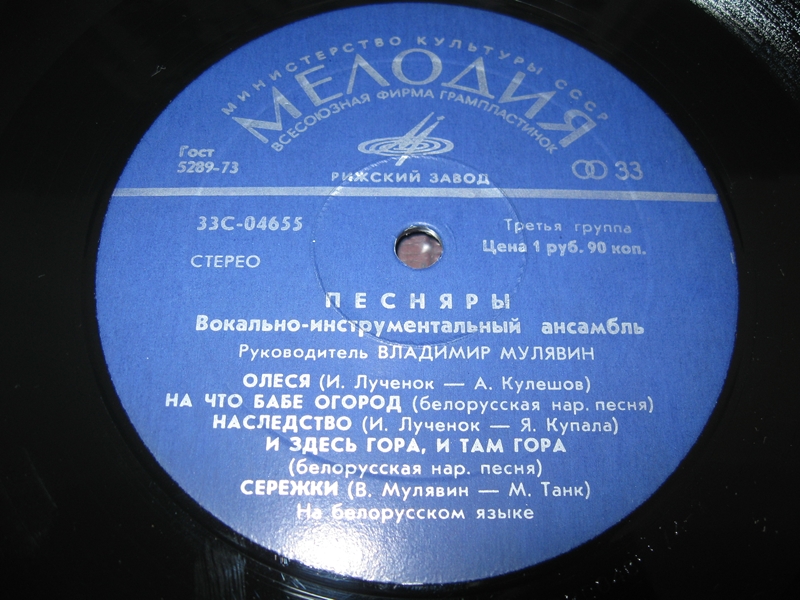 МИНИСТЕРСТВО КУЛЬТУРЫ СССР
МЕЛОДИЯ
ВСЕСОЮЗНАЯ ФИРМА ГРАМПЛАСТИНОК
Гост
5289-73
33
РИЖСКИЙ ЗАВОД
33С-04655
Третья группа
Цена 1 руб. 90 коп.
СТЕРЕО
ПЕСНЯРЫ
Вокально-инструментальный ансамбль
Руководитель ВЛАДИМИР МУЛЯВИН
ОЛЕСЯ (И. Лученок — А. Кулешов)
НА ЧТО БАБЕ ОГОРОД (белорусская нар. песня)
НАСЛЕДСТВО (И. Лученок — Я. Купала)
И ЗДЕСЬ ГОРА, И ТАМ ГОРА
(белорусская нар. песня)
СЕРЕЖКИ (В. Мулявин — М. Танк)
На белорусском языке